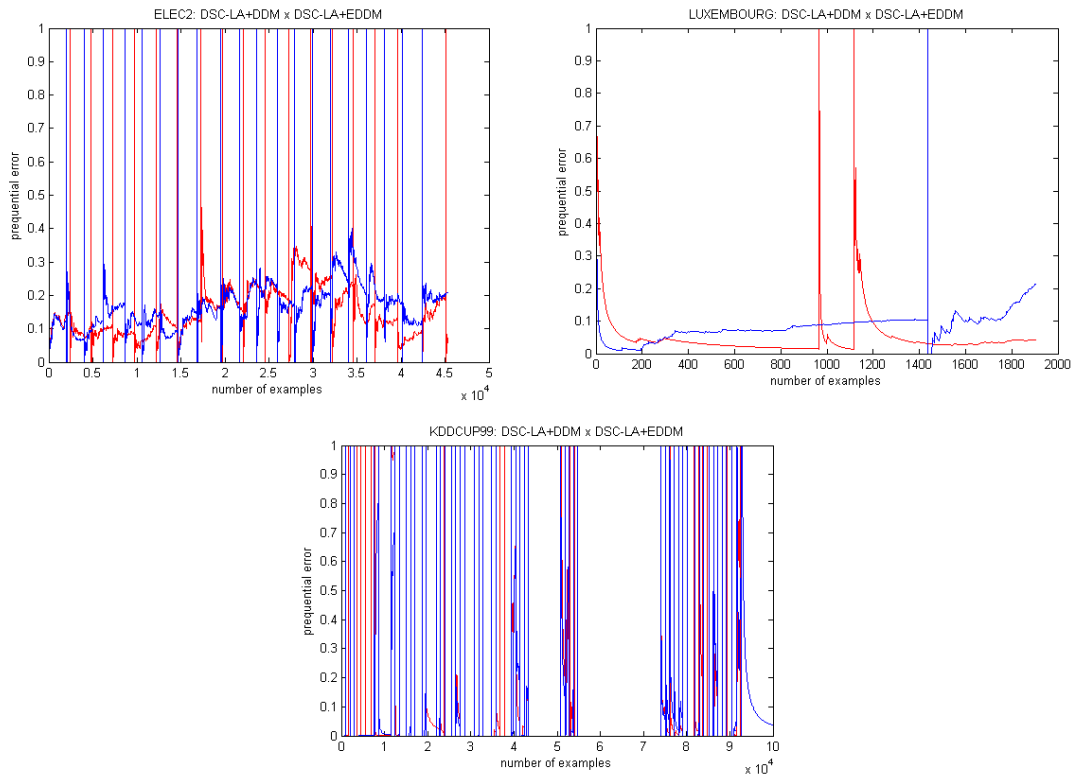 ELEC2: DSC-LA+DDM x DSC-LA+EDDM
1
0.9
0.8
0.7
0.6
0.5
0.4
0.3
0.2
0.1
0
prequential error
0 0.5 1 1.5 2 2.5 3 3.5 4 4.5 5
number of examples
x 10^4
LUXEMBOURG: DSC-LA+DDM x DSC-LA+EDDM
1
0.9
0.8
0.7
0.6
0.5
0.4
0.3
0.2
0.1
0
prequential error
0 200 400 600 800 1000 1200 1400 1600 1800 2000
number of examples
KDDCUP99: DSC-LA+DDM x DSC-LA+EDDM
1
0.9
0.8
0.7
0.6
0.5
0.4
0.3
0.2
0.1
0
prequential error
0 1 2 3 4 5 6 7 8 9 10
number of examples
x 10^4